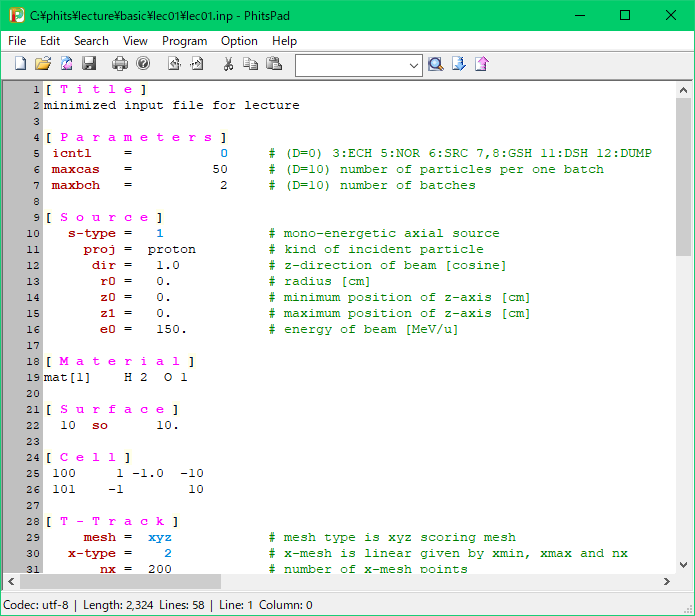 C:¥phits¥lecture¥basic¥lec01¥lec01.inp - PhitsPad
File Edit Search View Program Option Help
1 [ T i t l e ]
2 minimized input file for lecture
3
4 [ P a r a m e t e r s ]
5 icntl = 0 # (D=0) 3:ECH 5:NOR 6:SRC 7,8:GSH 11:DSH 12:DUMP
6 maxcas = 50 # (D=10) number of particles per one batch
7 maxbch = 2 # (D=10) number of batches
8
9 [ S o u r c e ]
10 s-type = 1 # mono-energetic axial source
11 proj = proton # kind of incident particle
12 dir = 1.0 # z-direction of beam [cosine]
13 r0 = 0. # radius [cm]
14 z0 = 0. # minimum position of z-axis [cm]
15 z1 = 0. # maximum position of z-axis [cm]
16 e0 = 150. # energy of beam [MeV/u]
17
18 [ M a t e r i a l ]
19 mat[1] H 2 O 1
20
21 [ S u r f a c e ]
22 10 so 10.
23
24 [ C e l l ]
25 100 1 -1.0 -10
26 101 -1 10
27
28 [ T - T r a c k ]
29 mesh = xyz # mesh type is xyz scoring mesh
30 x-type = 2 # x-mesh is linear given by xmin, xmax and nx
31 nx = 200 # number of x-mesh points
Codec: utf-8 | Length: 2,324 Lines: 58 | Line: 1 Column: 0